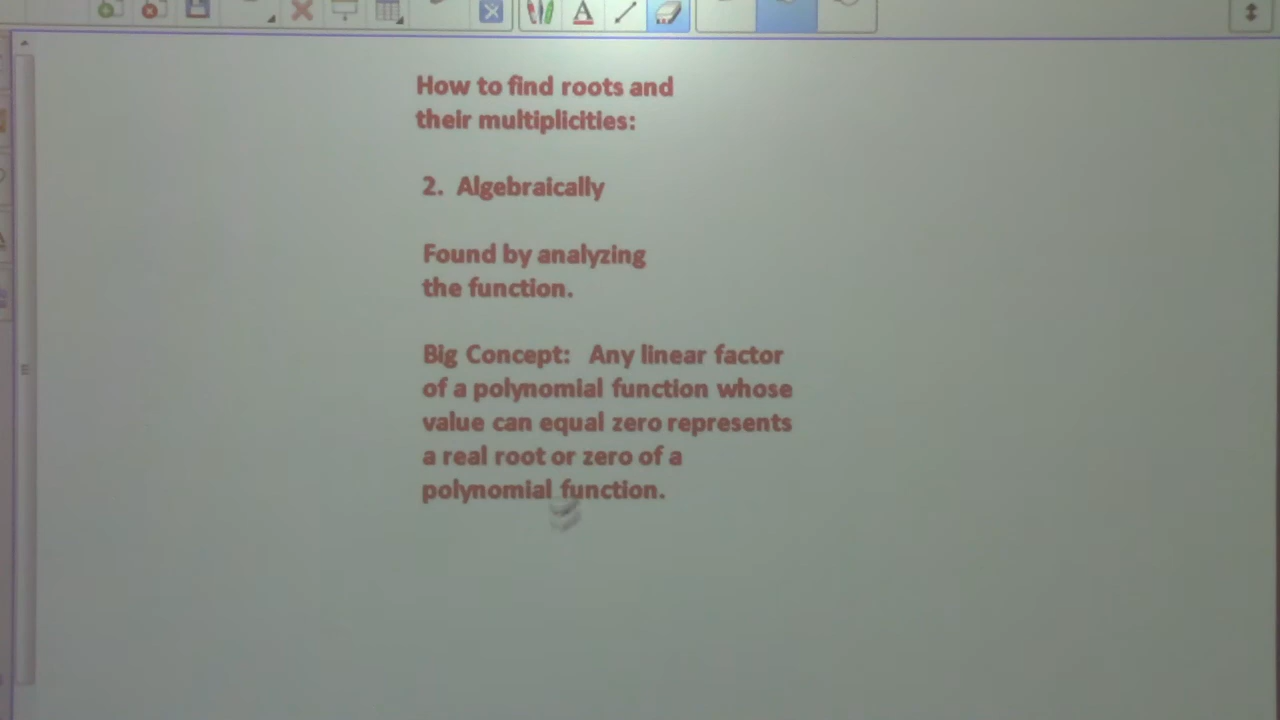 How to find roots and
their multiplicities:
2. Algebraically
Found by analyzing
the function.
Big Concept: Any linear factor
of a polynomial function whose
value can equal zero represents
a real root or zero of a
polynomial function.